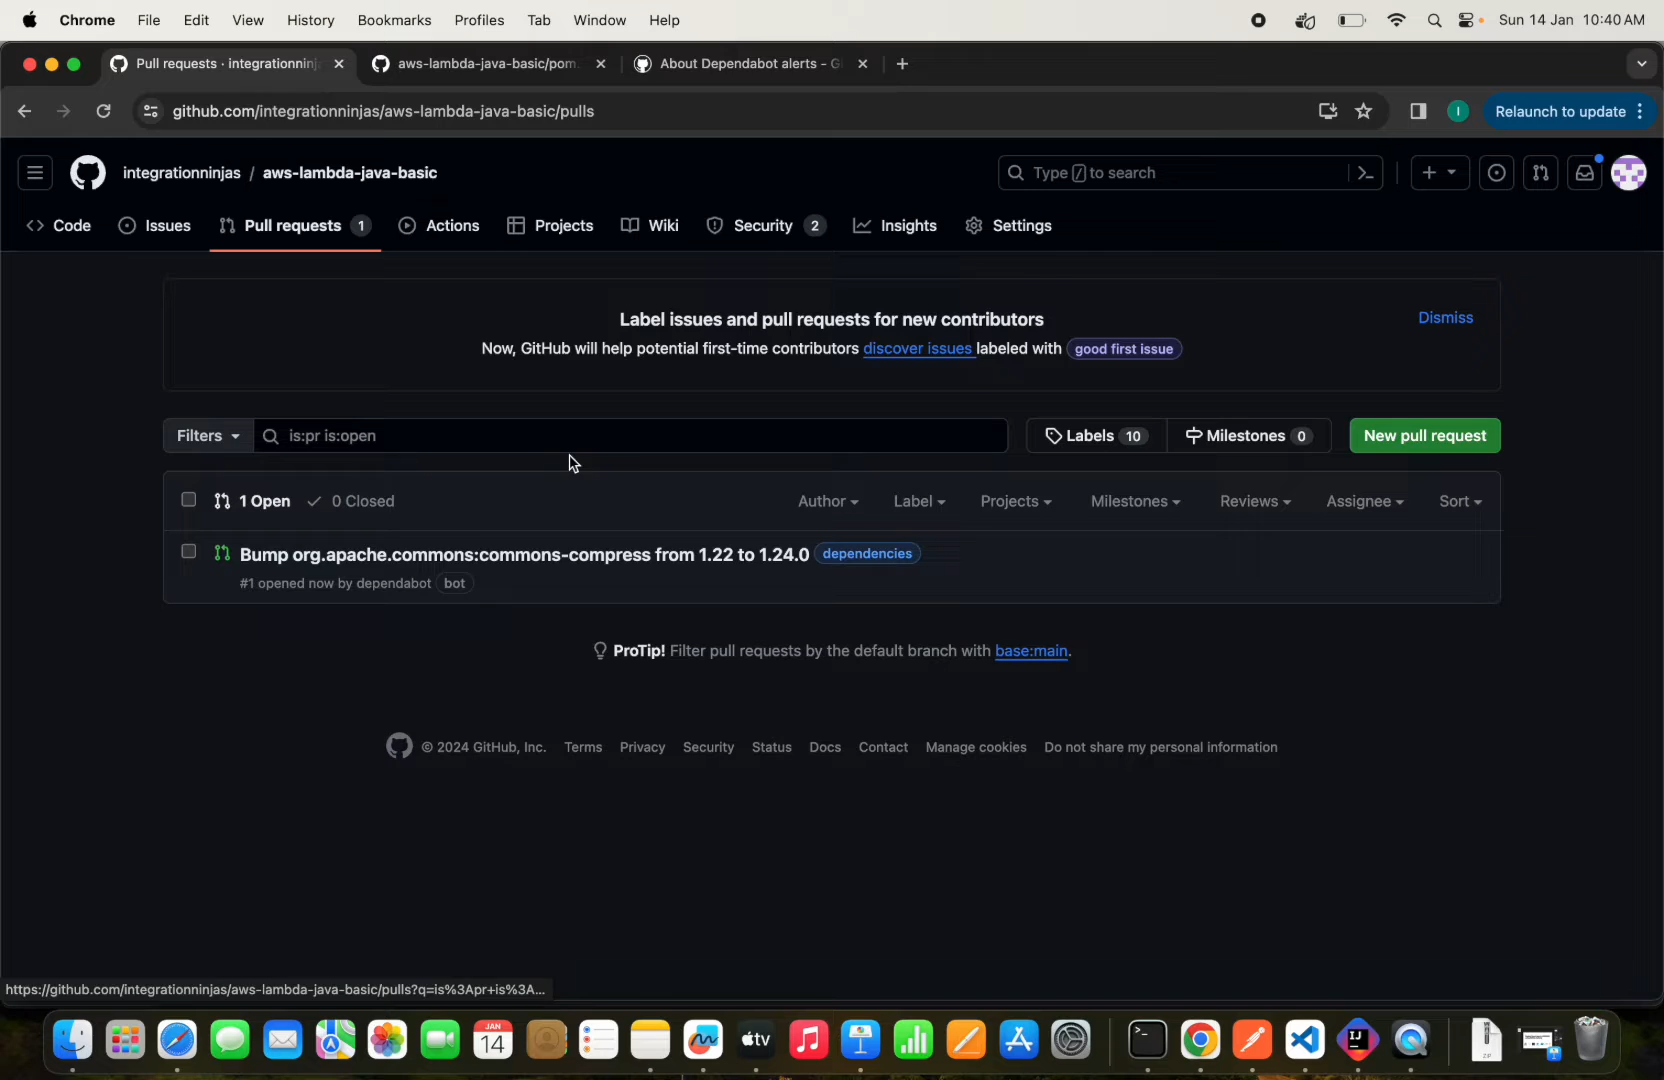 Chrome File Edit View History Bookmarks Profiles Tab Window Help Sun 14 Jan 10:40 AM
Pull requests · integrationnin aws-lambda-java-basic/pom. About Dependabot alerts - G
github.com/integrationninjas/aws-lambda-java-basic/pulls I Relaunch to update
integrationninjas / aws-lambda-java-basic Type / to search
Code Issues Pull requests 1 Actions Projects Wiki Security 2 Insights Settings
Label issues and pull requests for new contributors Dismiss
Now, GitHub will help potential first-time contributors discover issues labeled with good first issue
Filters is:pr is:open Labels 10 Milestones 0 New pull request
1 Open 0 Closed Author Label Projects Milestones Reviews Assignee Sort
Bump org.apache.commons:commons-compress from 1.22 to 1.24.0 dependencies
#1 opened now by dependabot bot
ProTip! Filter pull requests by the default branch with base:main.
© 2024 GitHub, Inc. Terms Privacy Security Status Docs Contact Manage cookies Do not share my personal information
https://github.com/integrationninjas/aws-lambda-java-basic/pulls?q=is%3Apr+is%3A...
JAN
14
tv
IJ
ZIP